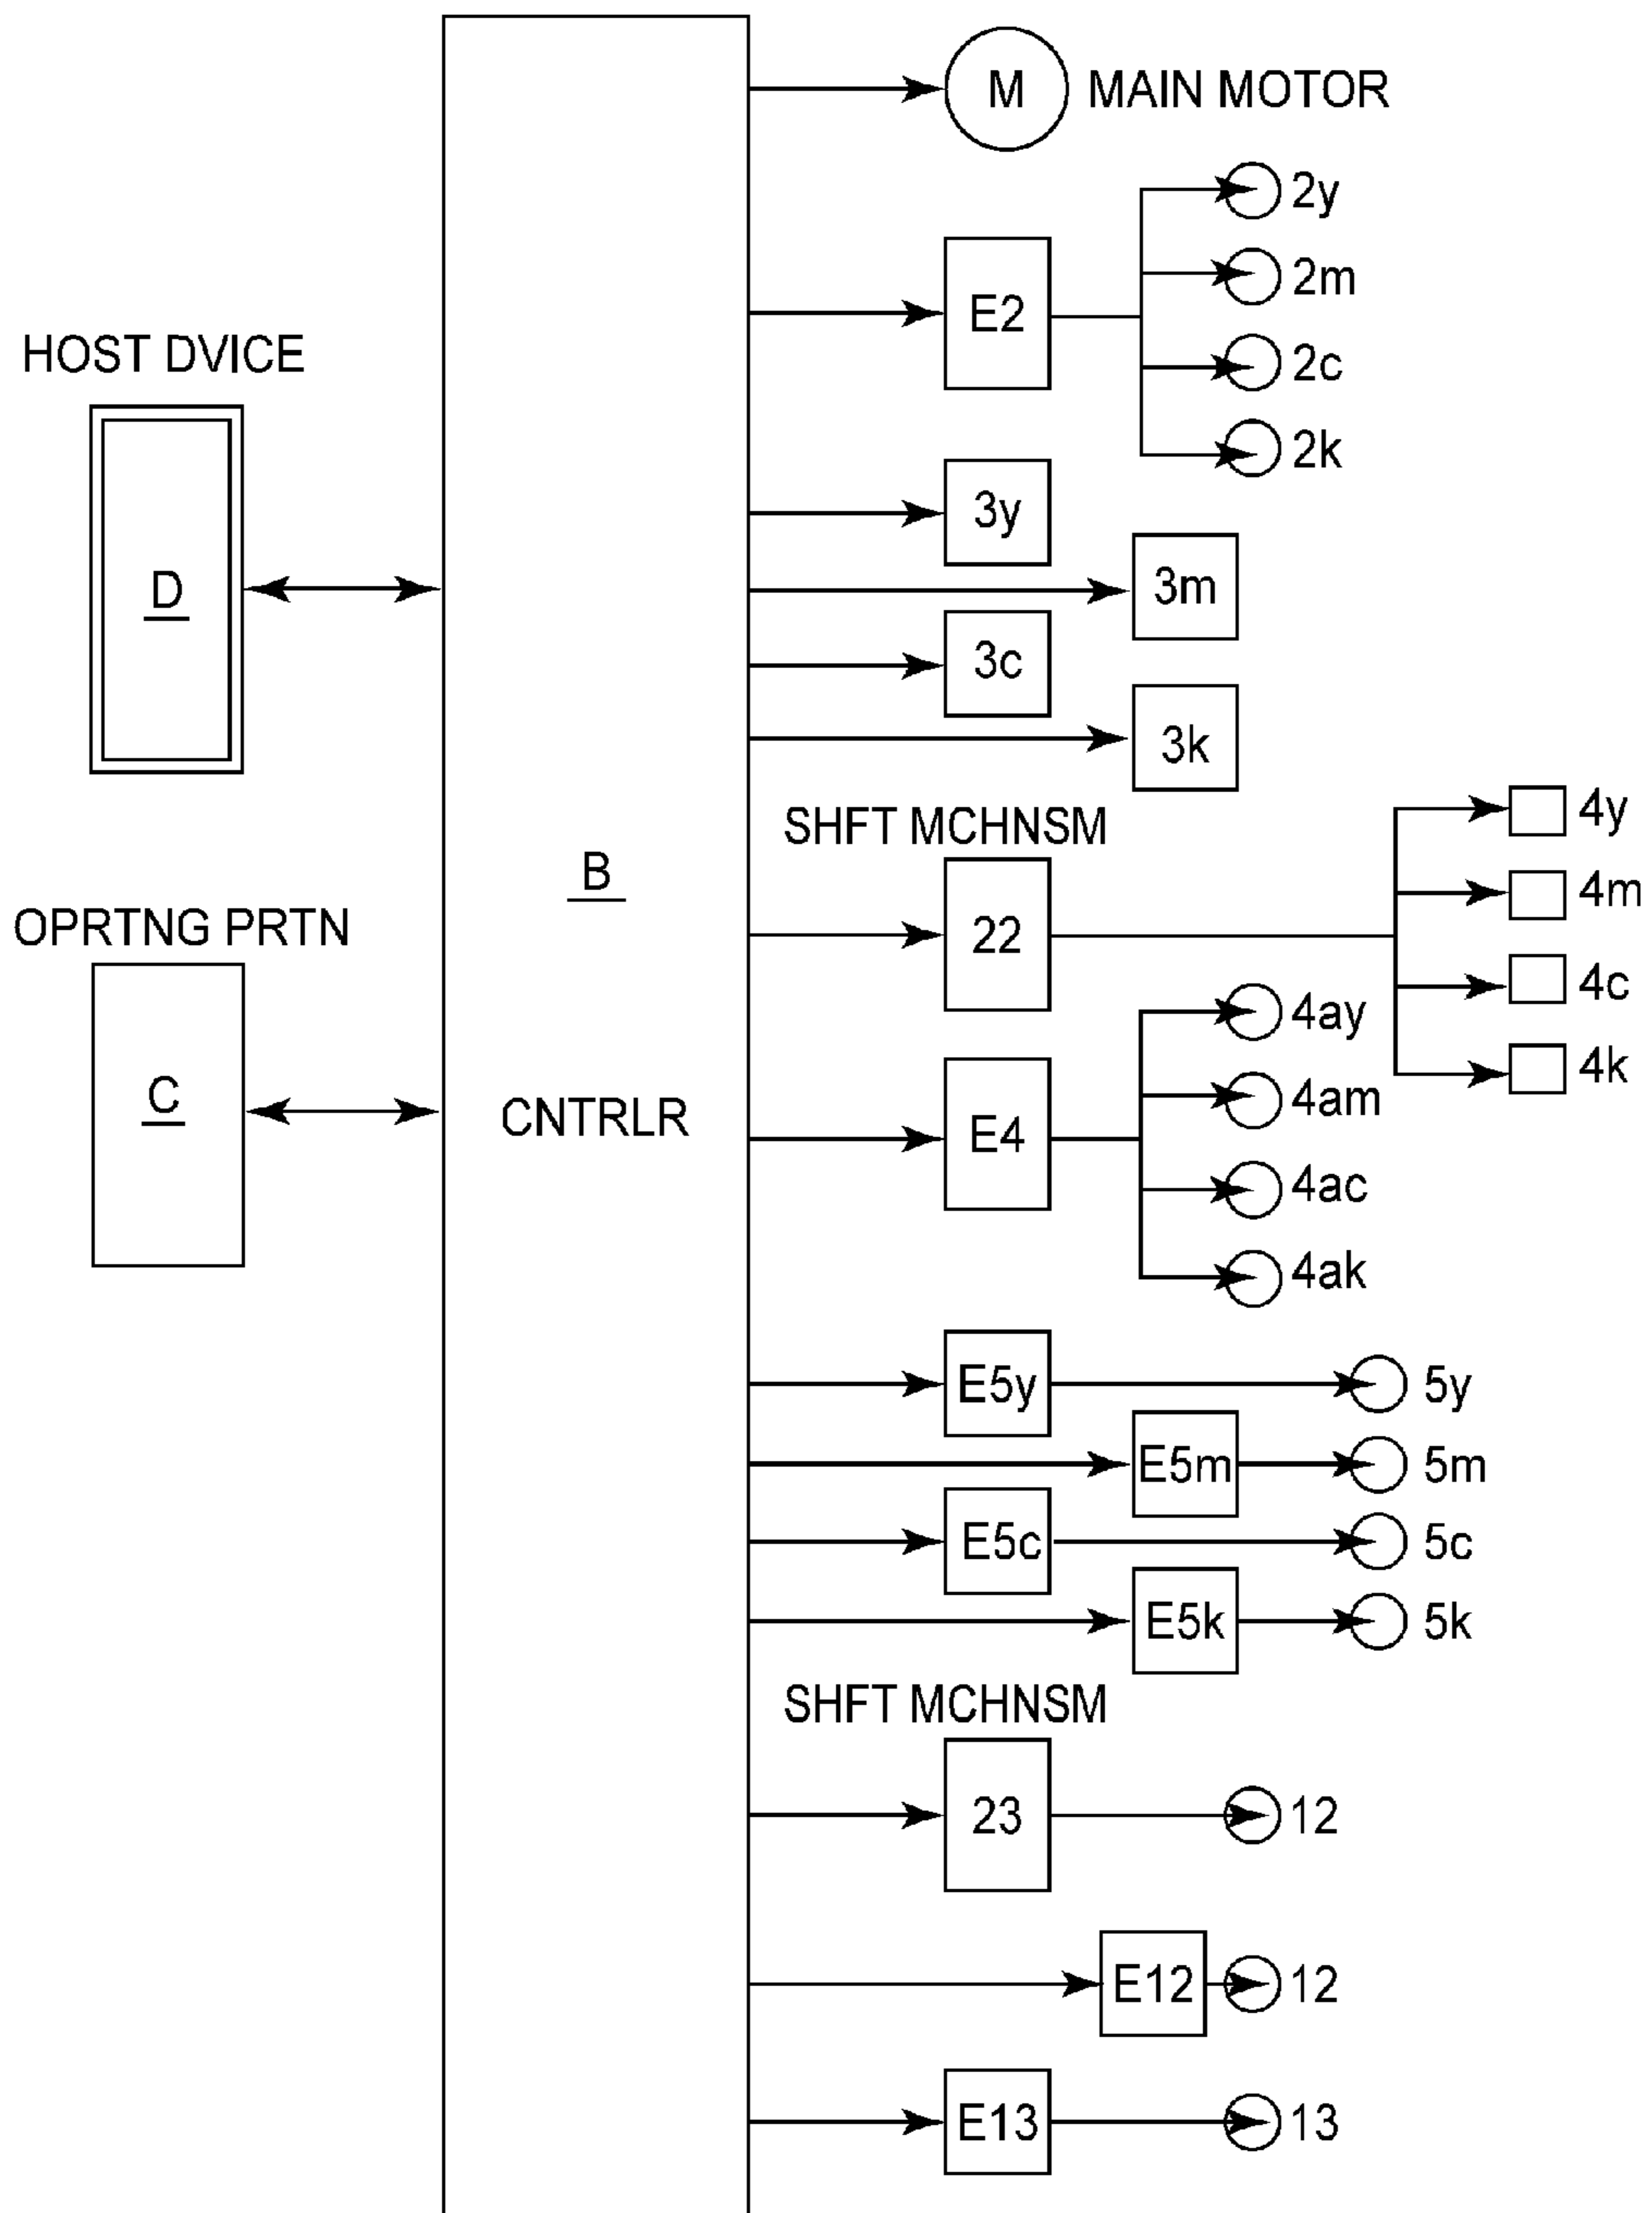 M MAIN MOTOR
2y
2m
E2
2c
2k
HOST DVICE
D
3y
3m
3c
3k
SHFT MCHNSM
22
4y
4m
4c
4k
B
CNTRLR
OPRTNG PRTN
C
4ay
4am
E4
4ac
4ak
E5y 5y
E5m 5m
E5c 5c
E5k 5k
SHFT MCHNSM
23 12
E12 12
E13 13